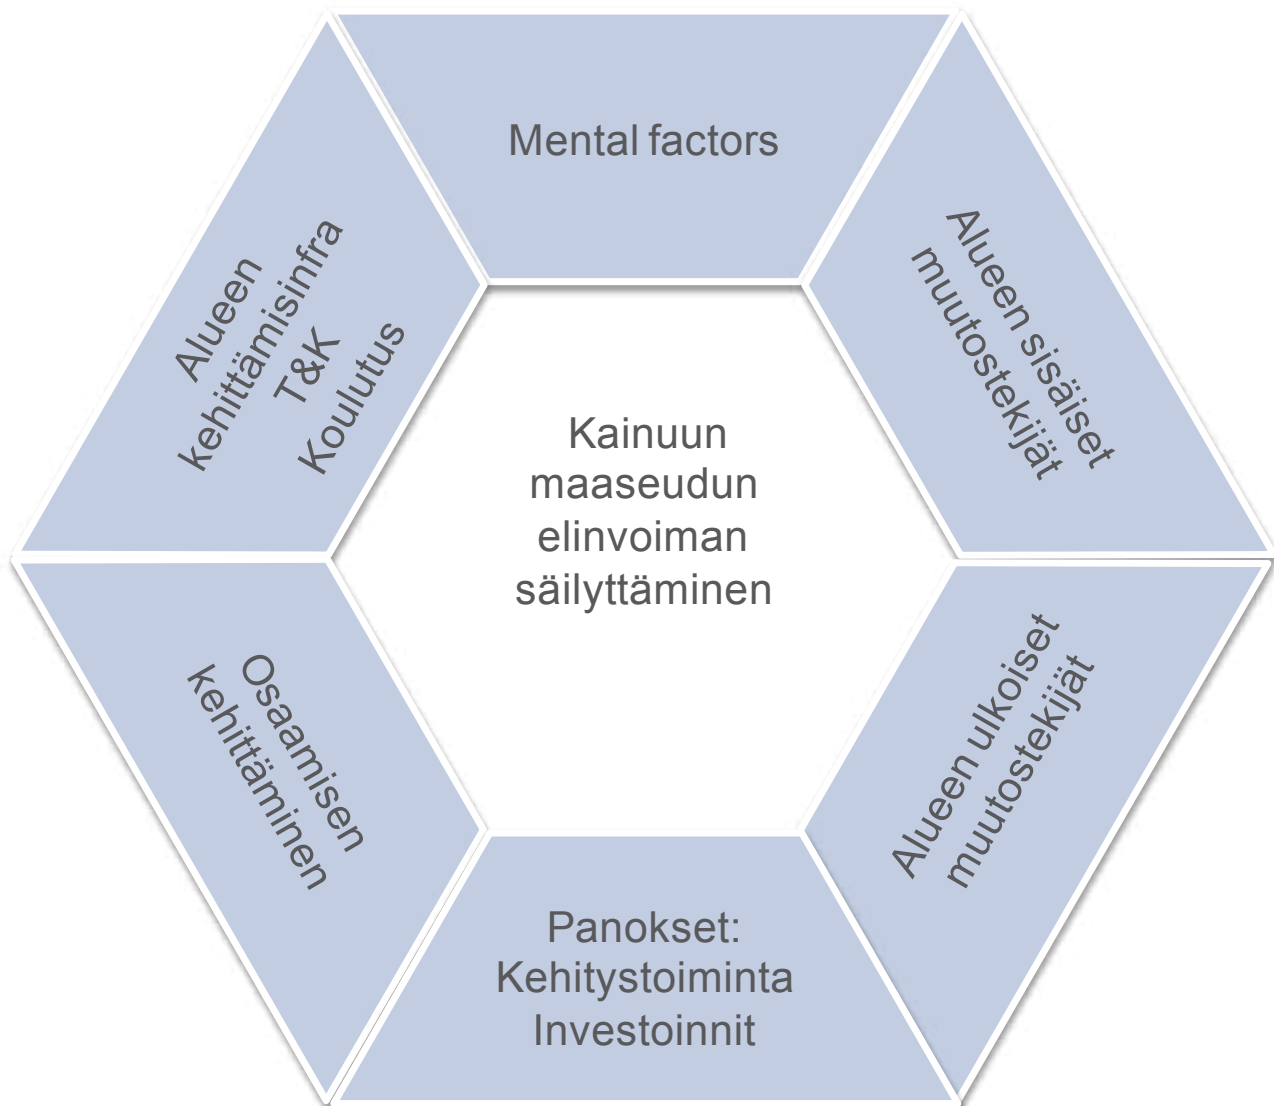 Mental factors
Alueen sisäiset
muutostekijät
Alueen ulkoiset
muutostekijät
Panokset:
Kehitystoiminta
Investoinnit
Osaamisen
kehittäminen
Alueen
kehittämisinfra
T&K
Koulutus
Kainuun
maaseudun
elinvoiman
säilyttäminen